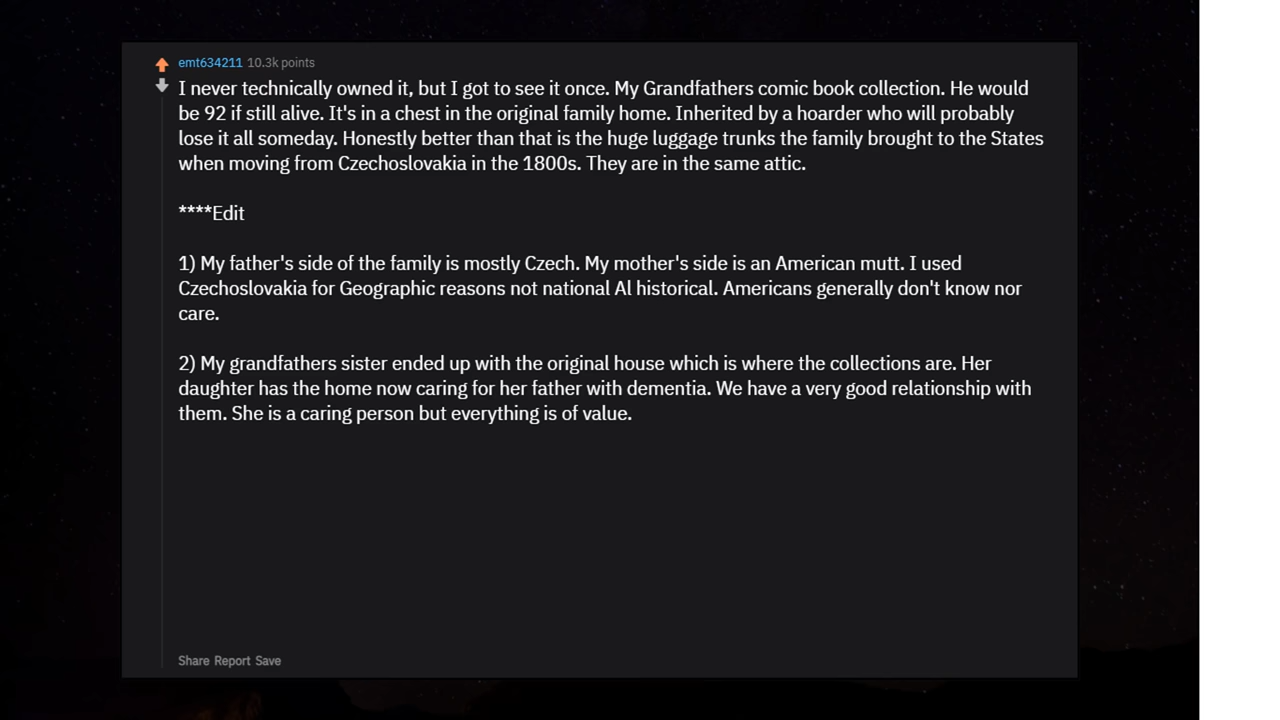 emt634211 10.3k points
I never technically owned it, but I got to see it once. My Grandfathers comic book collection. He would
be 92 if still alive. It's in a chest in the original family home. Inherited by a hoarder who will probably
lose it all someday. Honestly better than that is the huge luggage trunks the family brought to the States
when moving from Czechoslovakia in the 1800s. They are in the same attic.
****Edit
1) My father's side of the family is mostly Czech. My mother's side is an American mutt. I used
Czechoslovakia for Geographic reasons not national Al historical. Americans generally don't know nor
care.
2) My grandfathers sister ended up with the original house which is where the collections are. Her
daughter has the home now caring for her father with dementia. We have a very good relationship with
them. She is a caring person but everything is of value.
Share Report Save